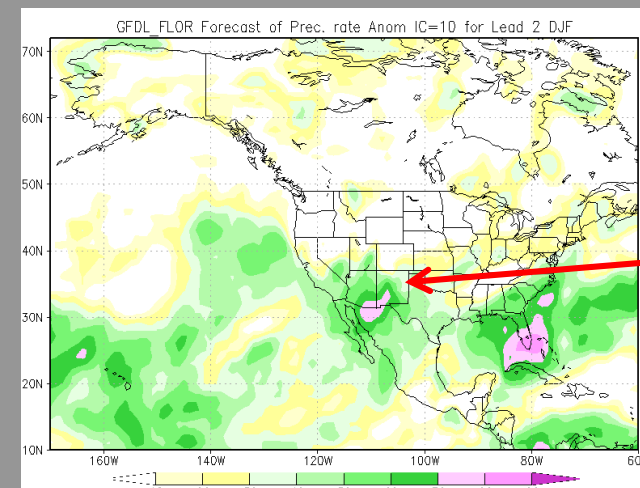 GFDL_FLOR Forecast of Prec. rate Anom IC=10 for Lead 2 DJF
70N
60N
50N
40N
30N
20N
10N
160W 140W 120W 100W 80W 60